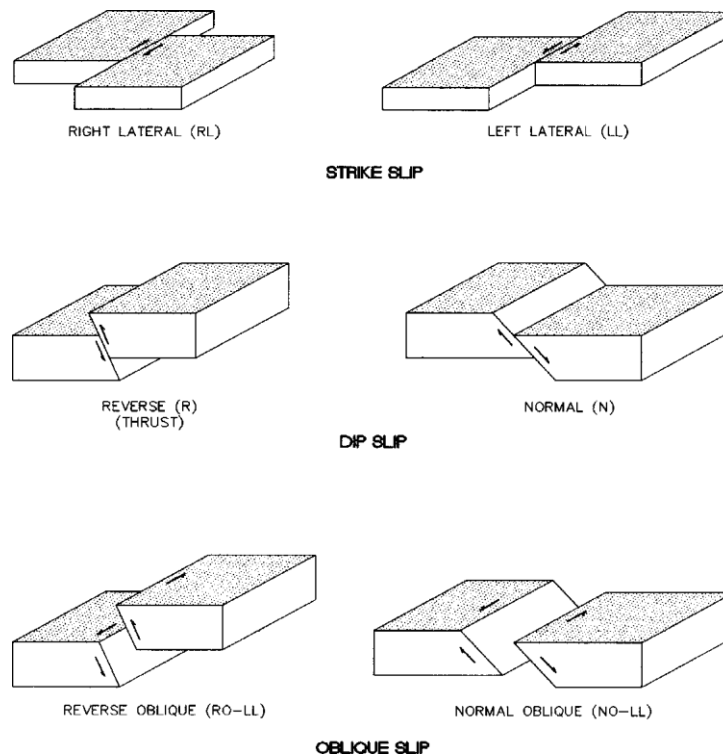 RIGHT LATERAL (RL)
LEFT LATERAL (LL)
STRIKE SLIP
REVERSE (R)
(THRUST)
NORMAL (N)
DIP SLIP
REVERSE OBLIQUE (RO-LL)
NORMAL OBLIQUE (NO-LL)
OBLIQUE SLIP